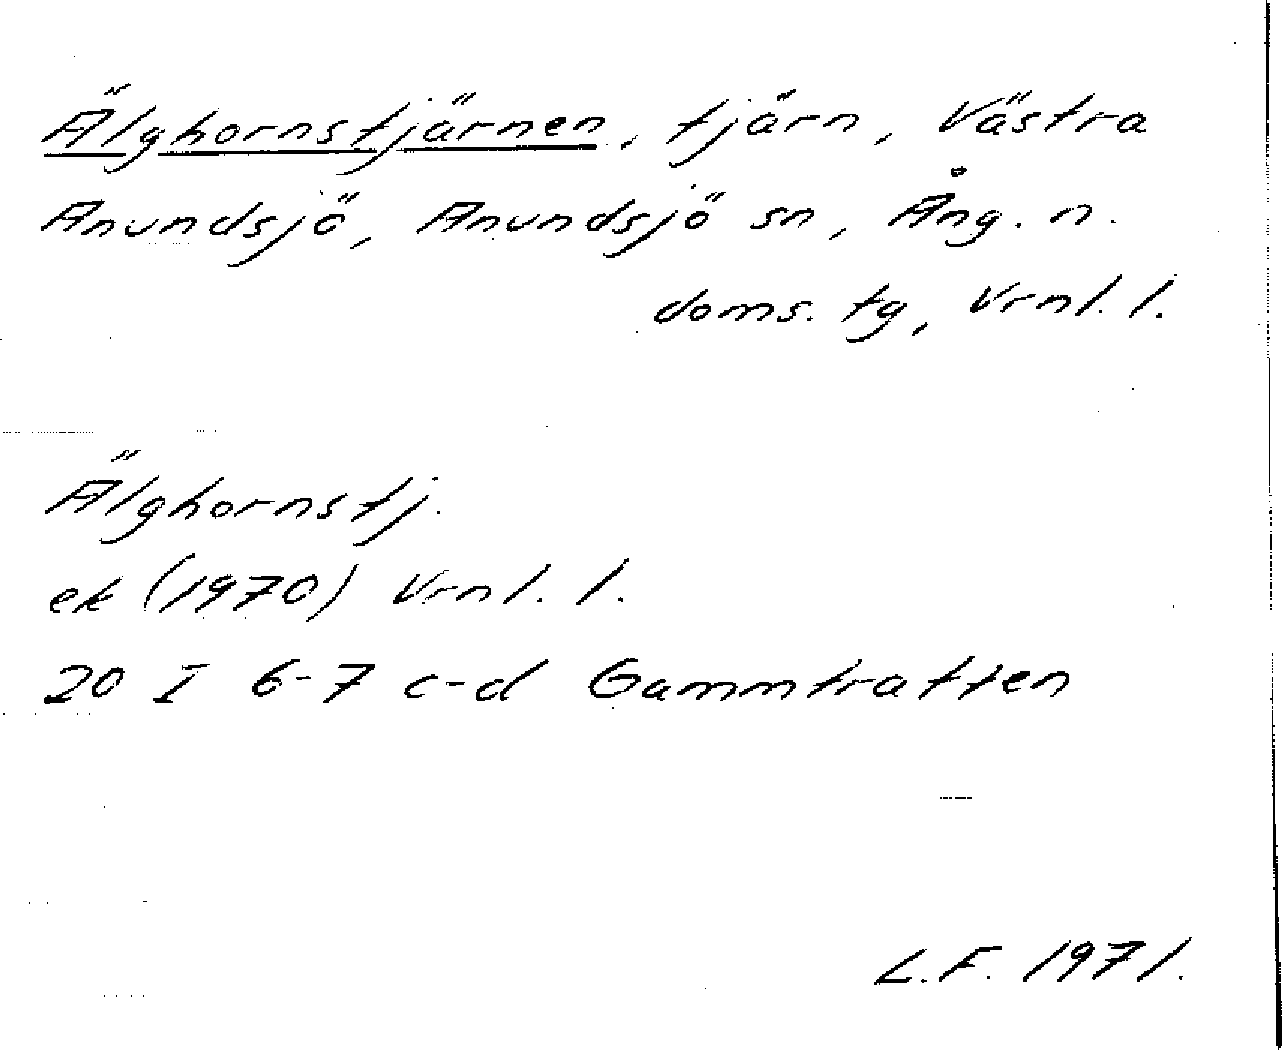 Älghornstjärnen, tjärn, Västra
Anundsjö, Anundsjö sn, Ång. n.
doms. tg, Vrnl. l.
Älghornstj.
ek (1970) Vrnl. l.
20 I 6-7 c-d Gammtratten
L.F. 1971.